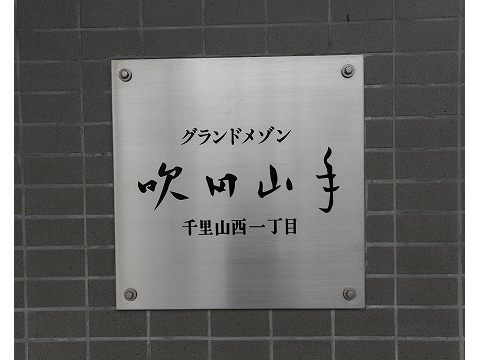 グランドメゾン
吹田山手
千里山西一丁目